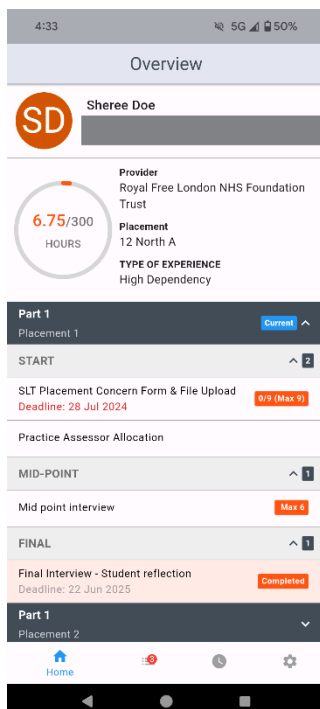 4:33 5G 50%
Overview
SD
Sheree Doe
6.75/300
HOURS
Provider
Royal Free London NHS Foundation
Trust
Placement
12 North A
TYPE OF EXPERIENCE
High Dependency
Part 1
Placement 1
Current
START
2
SLT Placement Concern Form & File Upload
Deadline: 28 Jul 2024
0/9 (Max 9)
Practice Assessor Allocation
MID-POINT
1
Mid point interview
Max 6
FINAL
1
Final Interview - Student reflection
Deadline: 22 Jun 2025
Completed
Part 1
Placement 2
3
Home